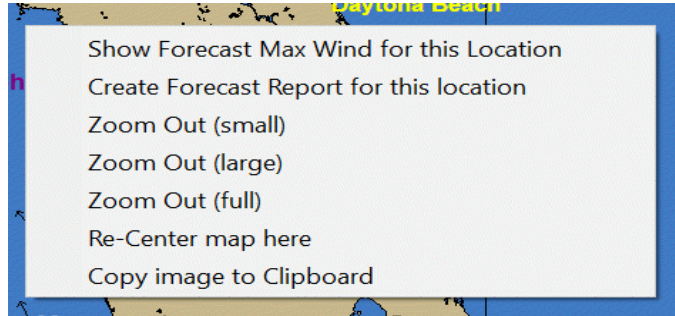 Daytona Beach
Show Forecast Max Wind for this Location
h
Create Forecast Report for this location
Zoom Out (small)
Zoom Out (large)
Zoom Out (full)
Re-Center map here
Copy image to Clipboard